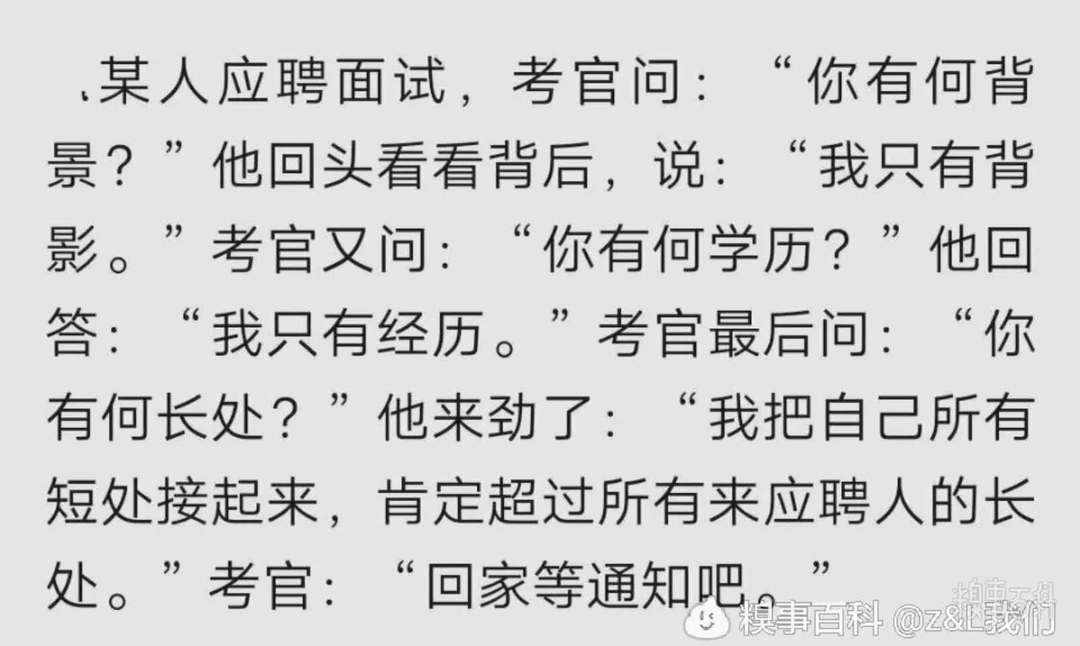 、某人应聘面试，考官问：“你有何背
景？”他回头看看背后，说：“我只有背
影。”考官又问：“你有何学历？”他回
答：“我只有经历。”考官最后问：“你
有何长处？”他来劲了：“我把自己所有
短处接起来，肯定超过所有来应聘人的长
处。”考官：“回家等通知吧。”
糗事百科 @z&L我们